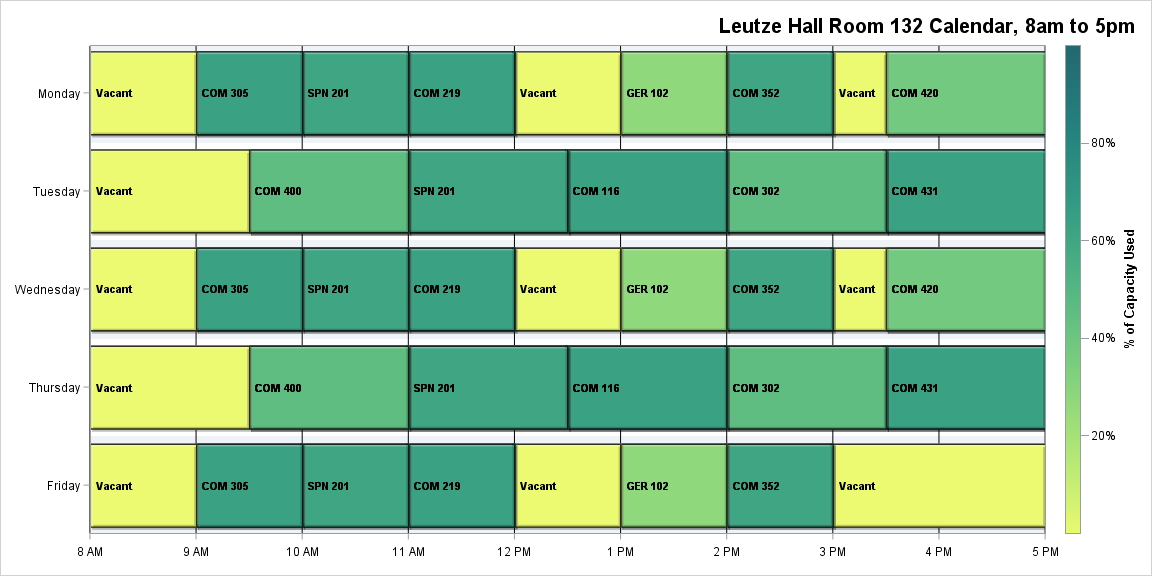 Leutze Hall Room 132 Calendar, 8am to 5pm
Monday Vacant COM 305 SPN 201 COM 219 Vacant GER 102 COM 352 Vacant COM 420
Tuesday Vacant COM 400 SPN 201 COM 116 COM 302 COM 431
Wednesday Vacant COM 305 SPN 201 COM 219 Vacant GER 102 COM 352 Vacant COM 420
Thursday Vacant COM 400 SPN 201 COM 116 COM 302 COM 431
Friday Vacant COM 305 SPN 201 COM 219 Vacant GER 102 COM 352 Vacant
8 AM 9 AM 10 AM 11 AM 12 PM 1 PM 2 PM 3 PM 4 PM 5 PM
80%
60%
40%
20%
% of Capacity Used